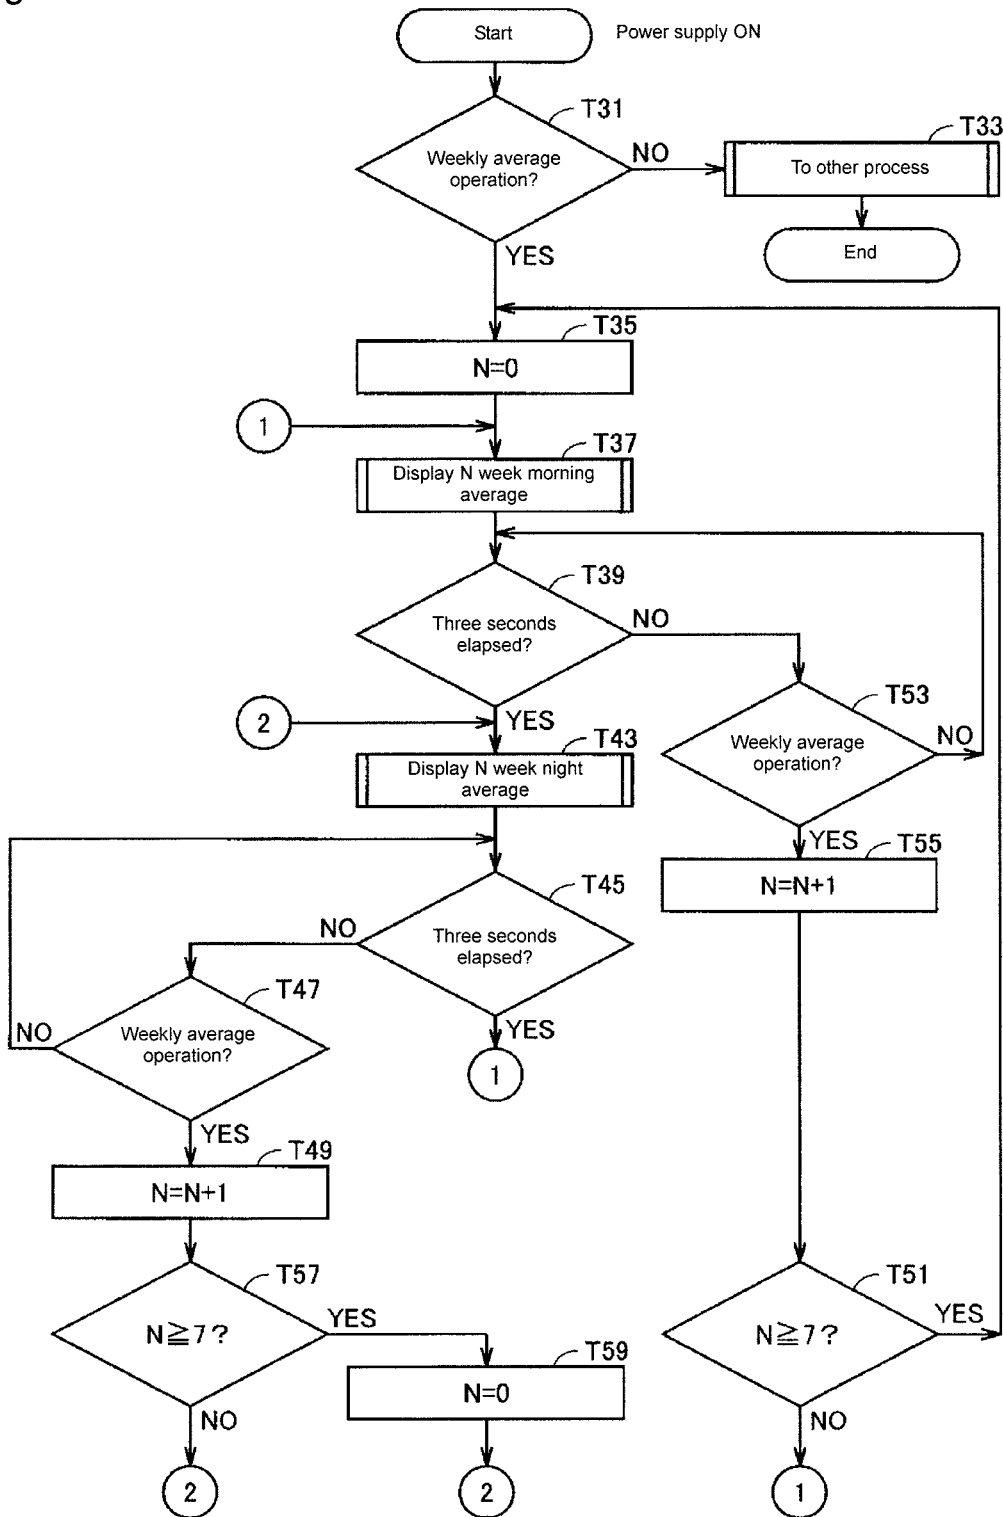 Start
Power supply ON
T31
Weekly average
operation?
NO
T33
To other process
End
YES
T35
N=0
1
T37
Display N week morning
average
T39
Three seconds
elapsed?
NO
2
YES
T43
Display N week night
average
T53
Weekly average
operation?
NO
YES
T55
N=N+1
T45
Three seconds
elapsed?
NO
YES
1
T47
Weekly average
operation?
NO
YES
T49
N=N+1
T57
N≧7?
YES
T59
N=0
NO
2
2
T51
N≧7?
YES
NO
1